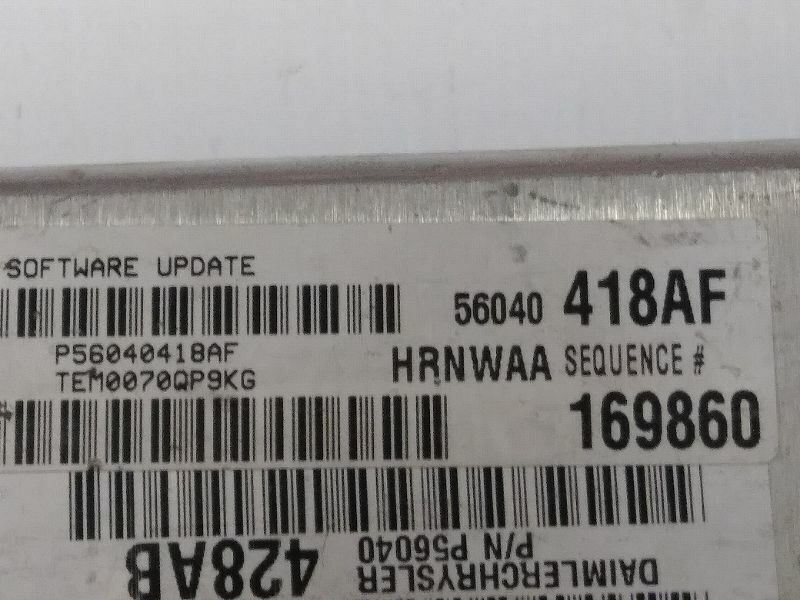 SOFTWARE UPDATE
56040 418AF
P56040418AF
TEM0070QP9KG
HRNWAA SEQUENCE #
#
169860
DAIMLERCHRYSLER
P/N P56040
428AB